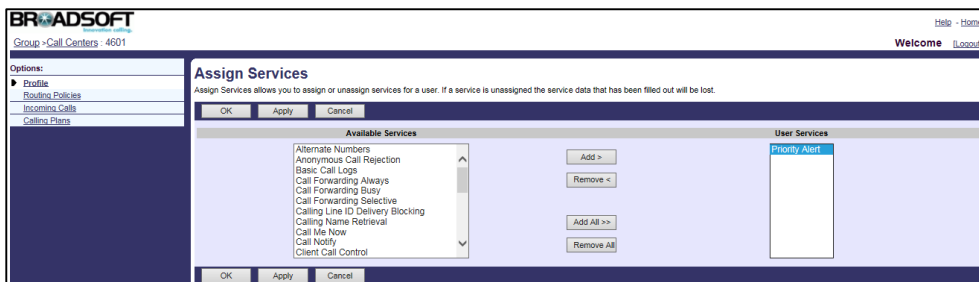 BROADSOFT
Innovation calling.
Help - Home
Group >Call Centers : 4601
Welcome [Logout
Options:
Profile
Routing Policies
Incoming Calls
Calling Plans
Assign Services
Assign Services allows you to assign or unassign services for a user. If a service is unassigned the service data that has been filled out will be lost.
OK Apply Cancel
Available Services User Services
Alternate Numbers
Anonymous Call Rejection
Basic Call Logs
Call Forwarding Always
Call Forwarding Busy
Call Forwarding Selective
Calling Line ID Delivery Blocking
Calling Name Retrieval
Call Me Now
Call Notify
Client Call Control
Add >
Remove <
Add All >>
Remove All
Priority Alert
OK Apply Cancel